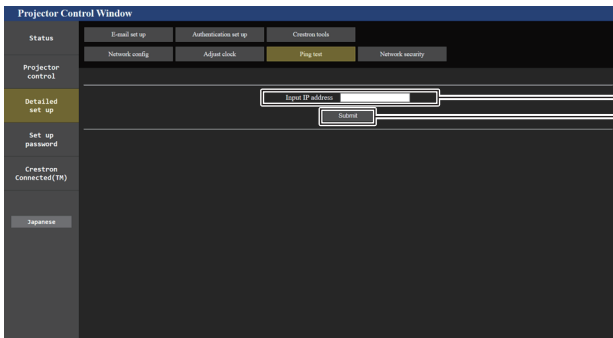 Projector Control Window
Status
E-mail set up
Authentication set up
Crestron tools
Network config
Adjust clock
Ping test
Network security
Projector
control
Detailed
set up
Set up
password
Crestron
Connected(TM)
Japanese
Input IP address
Submit